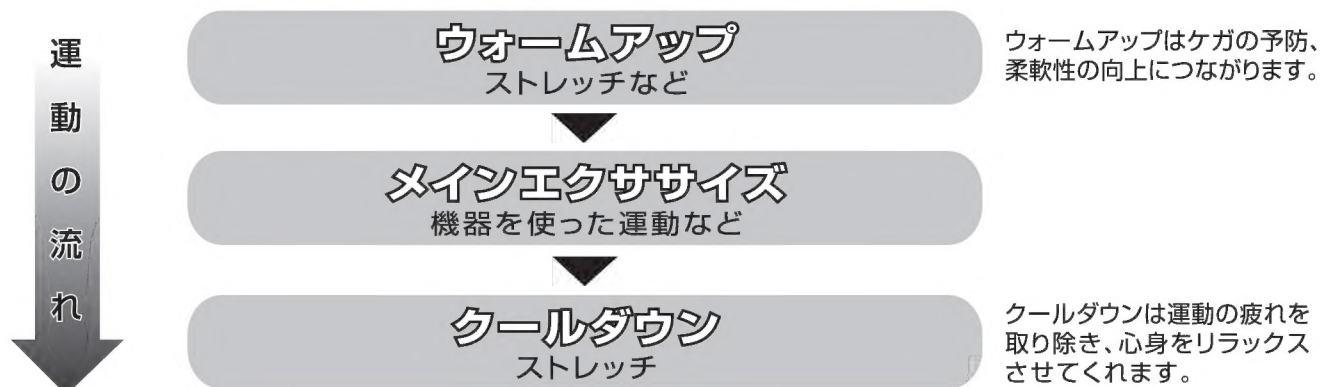 運動の流れ
ウォームアップ
ストレッチなど
ウォームアップはケガの予防、
柔軟性の向上につながります。
メインエクササイズ
機器を使った運動など
クールダウン
ストレッチ
クールダウンは運動の疲れを
取り除き、心身をリラックス
させてくれます。